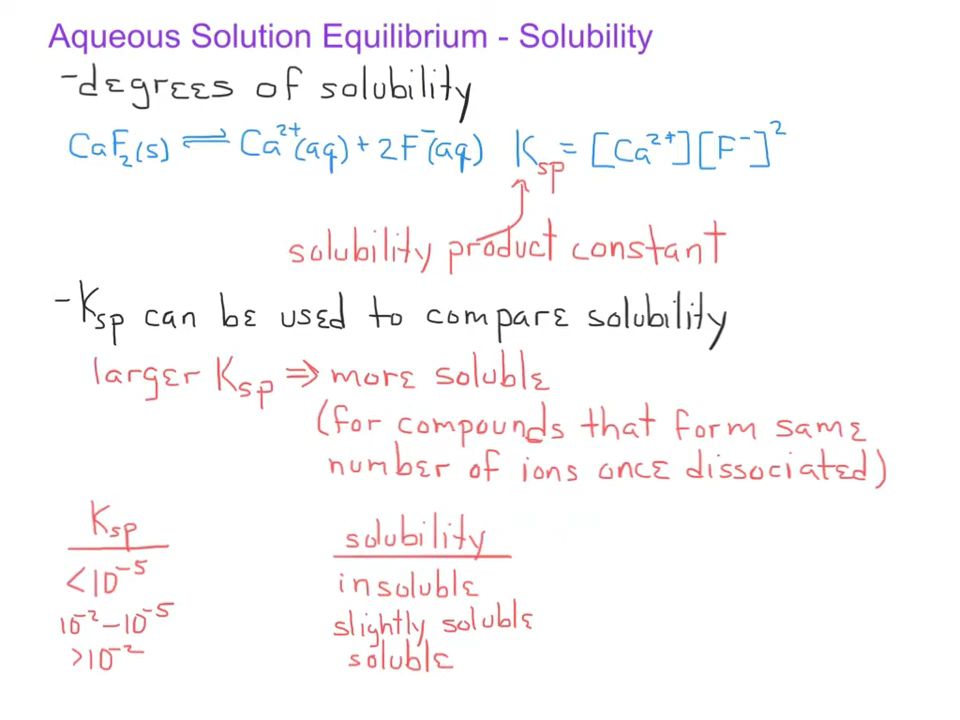 Aqueous Solution Equilibrium - Solubility
-degrees of solubility
CaF₂(s) ⇌ Ca²⁺(aq) + 2F⁻(aq) Ksp = [Ca²⁺][F⁻]²
solubility product constant
-Ksp can be used to compare solubility
larger Ksp ⇒ more soluble
(for compounds that form same
number of ions once dissociated)
Ksp solubility
<10⁻⁵ insoluble
10⁻²-10⁻⁵ slightly soluble
>10⁻² soluble